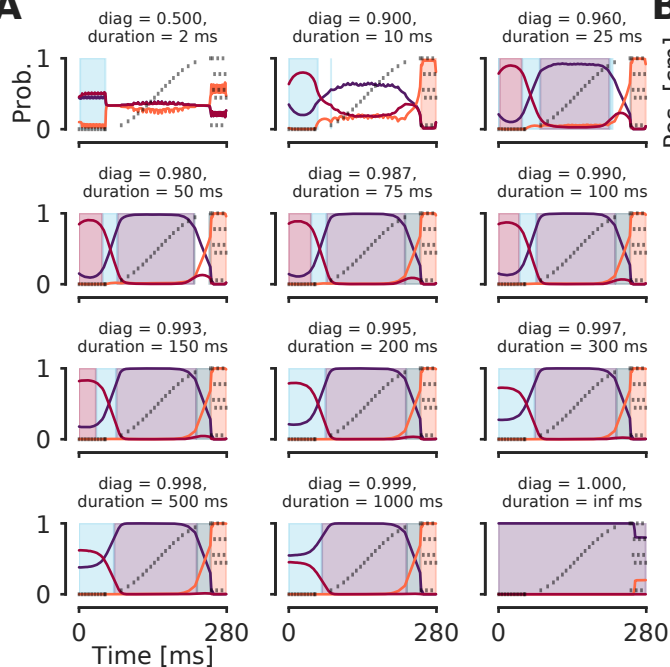 A
B
diag = 0.500,
duration = 2 ms
diag = 0.900,
duration = 10 ms
diag = 0.960,
duration = 25 ms
1
0
Prob.
diag = 0.980,
duration = 50 ms
diag = 0.987,
duration = 75 ms
diag = 0.990,
duration = 100 ms
1
0
diag = 0.993,
duration = 150 ms
diag = 0.995,
duration = 200 ms
diag = 0.997,
duration = 300 ms
1
0
diag = 0.998,
duration = 500 ms
diag = 0.999,
duration = 1000 ms
diag = 1.000,
duration = inf ms
1
0
280
0
280
0
280
Time [ms]